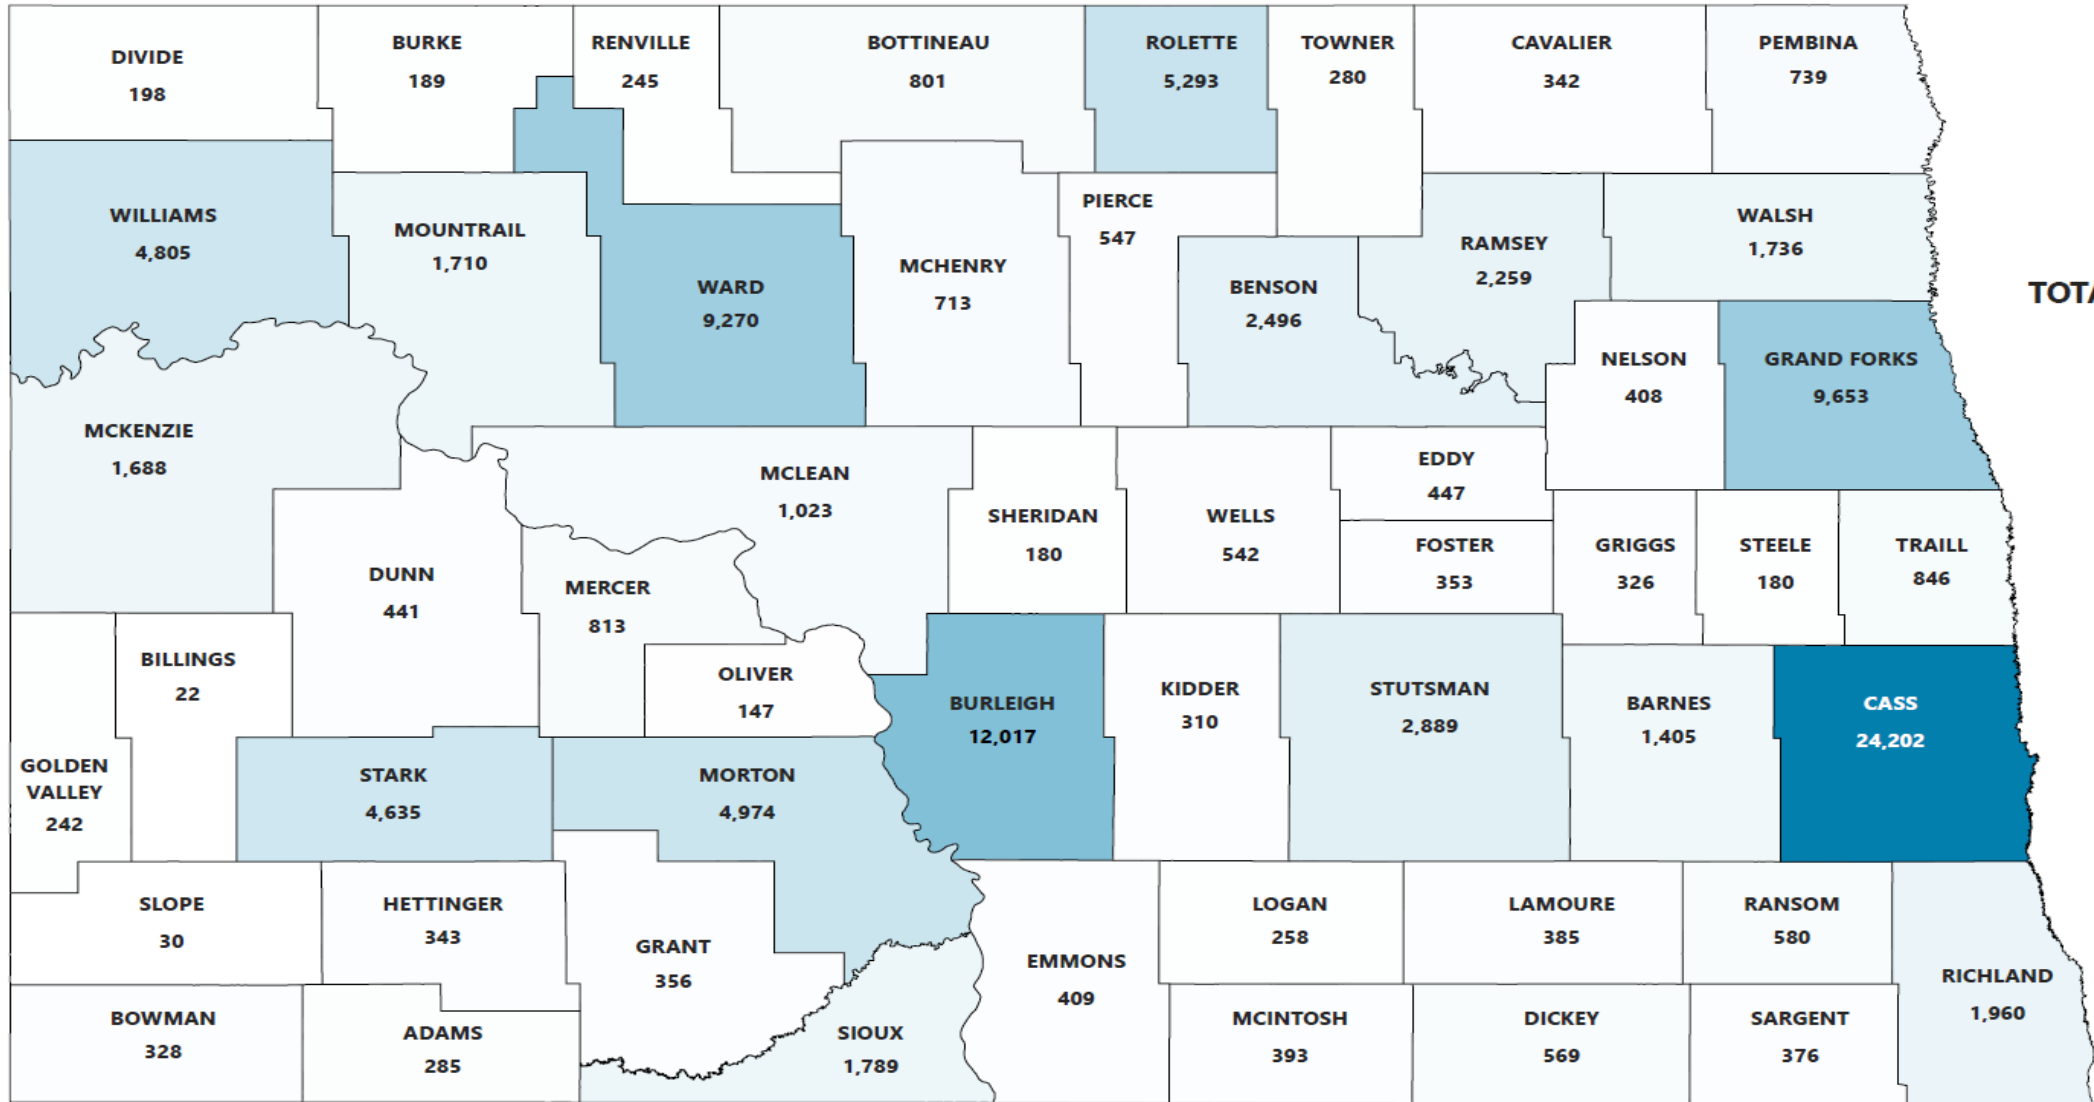 DIVIDE
198
BURKE
189
RENVILLE
245
BOTTINEAU
801
ROLETTE
5,293
TOWNER
280
CAVALIER
342
PEMBINA
739
WILLIAMS
4,805
MOUNTRAIL
1,710
WARD
9,270
MCHENRY
713
PIERCE
547
BENSON
2,496
RAMSEY
2,259
WALSH
1,736
NELSON
408
GRAND FORKS
9,653
MCKENZIE
1,688
DUNN
441
MCLEAN
1,023
MERCER
813
OLIVER
147
SHERIDAN
180
WELLS
542
EDDY
447
FOSTER
353
GRIGGS
326
STEELE
180
TRAILL
846
GOLDEN
VALLEY
242
BILLINGS
22
STARK
4,635
MORTON
4,974
BURLEIGH
12,017
KIDDER
310
STUTSMAN
2,889
BARNES
1,405
CASS
24,202
SLOPE
30
HETTINGER
343
GRANT
356
BOWMAN
328
ADAMS
285
SIOUX
1,789
EMMONS
409
LOGAN
258
LAMOURE
385
RANSOM
580
MCINTOSH
393
DICKEY
569
SARGENT
376
RICHLAND
1,960